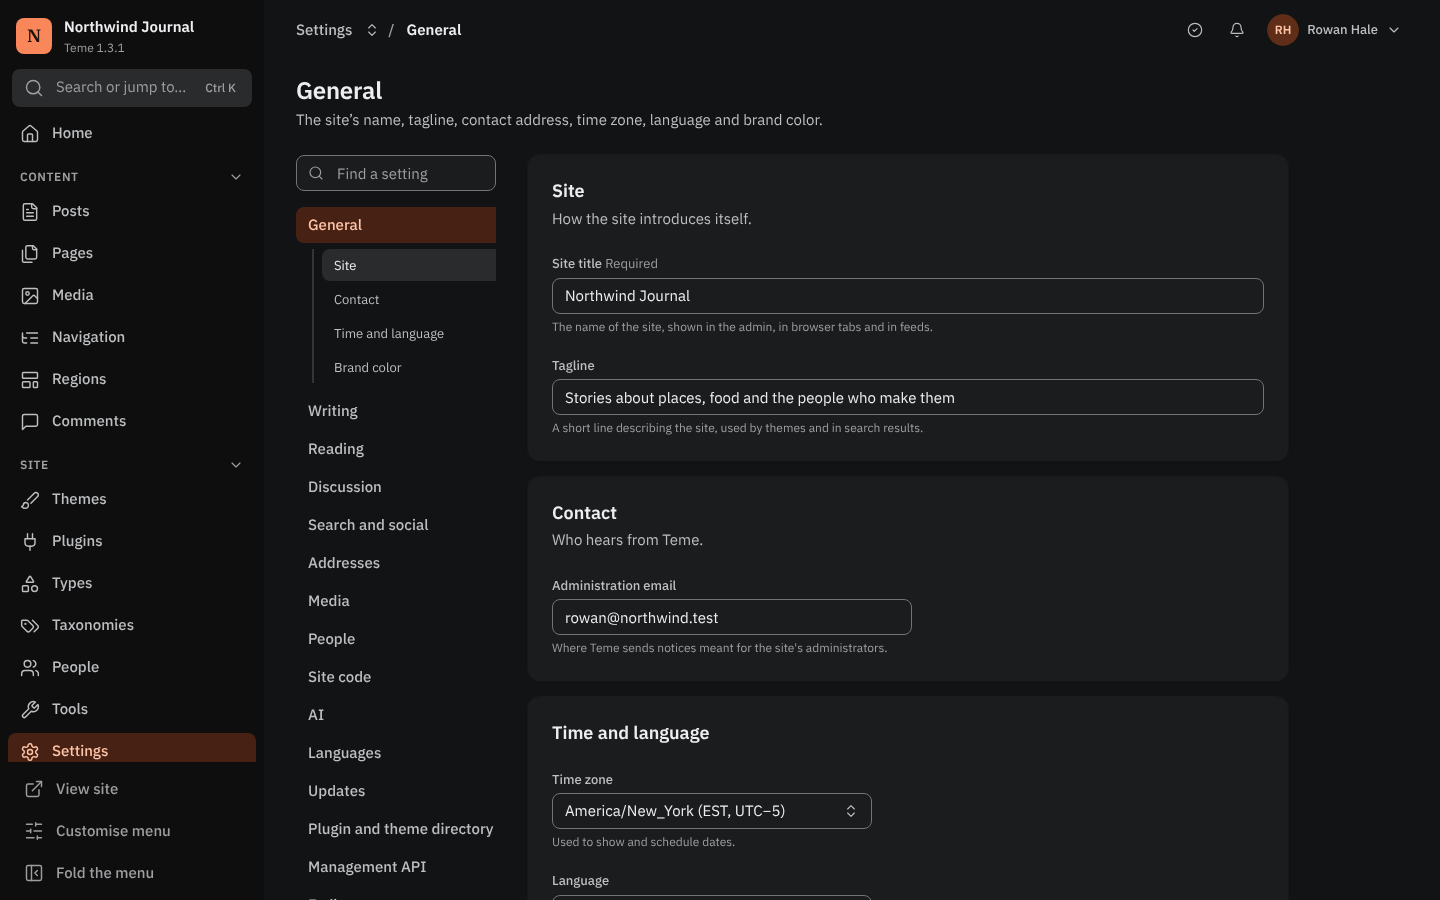 N
Northwind Journal
Teme 1.3.1
Search or jump to... Ctrl K
Home
CONTENT
Posts
Pages
Media
Navigation
Regions
Comments
SITE
Themes
Plugins
Types
Taxonomies
People
Tools
Settings
View site
Customise menu
Fold the menu
Settings / General
RH Rowan Hale
General
The site’s name, tagline, contact address, time zone, language and brand color.
Find a setting
General
Site
Contact
Time and language
Brand color
Writing
Reading
Discussion
Search and social
Addresses
Media
People
Site code
AI
Languages
Updates
Plugin and theme directory
Management API
Site
How the site introduces itself.
Site title Required
Northwind Journal
The name of the site, shown in the admin, in browser tabs and in feeds.
Tagline
Stories about places, food and the people who make them
A short line describing the site, used by themes and in search results.
Contact
Who hears from Teme.
Administration email
rowan@northwind.test
Where Teme sends notices meant for the site's administrators.
Time and language
Time zone
America/New_York (EST, UTC−5)
Used to show and schedule dates.
Language